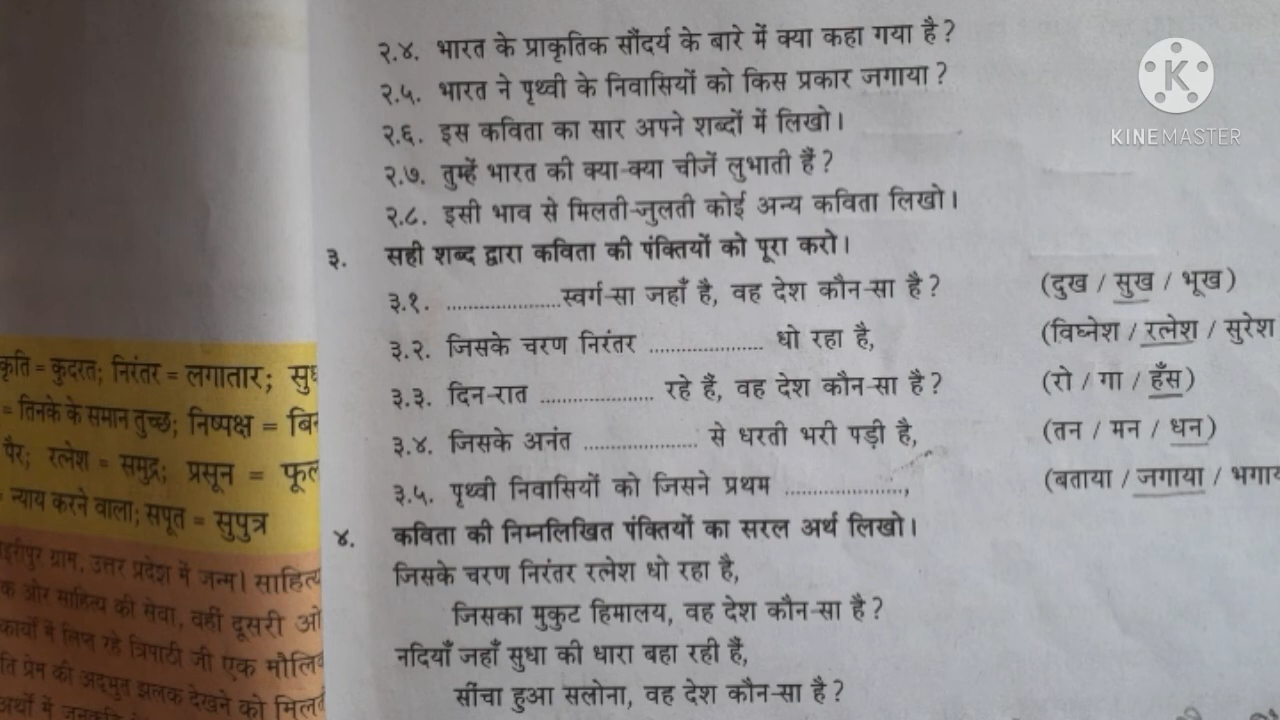 २.४. भारत के प्राकृतिक सौंदर्य के बारे में क्या कहा गया है?
२.५. भारत ने पृथ्वी के निवासियों को किस प्रकार जगाया?
२.६. इस कविता का सार अपने शब्दों में लिखो।
२.७. तुम्हें भारत की क्या-क्या चीजें लुभाती हैं?
२.८. इसी भाव से मिलती-जुलती कोई अन्य कविता लिखो।
३. सही शब्द द्वारा कविता की पंक्तियों को पूरा करो।
३.१. ....................स्वर्ग-सा जहाँ है, वह देश कौन-सा है? (दुख / सुख / भूख)
३.२. जिसके चरण निरंतर .................... धो रहा है, (विघ्नेश / रत्नेश / सुरेश
३.३. दिन-रात .................... रहे हैं, वह देश कौन-सा है? (रो / गा / हँस)
३.४. जिसके अनंत .................... से धरती भरी पड़ी है, (तन / मन / धन)
३.५. पृथ्वी निवासियों को जिसने प्रथम ...................., (बताया / जगाया / भगाय
४. कविता की निम्नलिखित पंक्तियों का सरल अर्थ लिखो।
जिसके चरण निरंतर रत्नेश धो रहा है,
जिसका मुकुट हिमालय, वह देश कौन-सा है?
नदियाँ जहाँ सुधा की धारा बहा रही हैं,
सींचा हुआ सलोना, वह देश कौन-सा है?
कृति = कुदरत; निरंतर = लगातार; सुध
= तिनके के समान तुच्छ; निष्पक्ष = बिन
पैर; रत्नेश = समुद्र; प्रसून = फूल
= न्याय करने वाला; सपूत = सुपुत्र
इरीपुर ग्राम, उत्तर प्रदेश में जन्म। साहित्य
क और साहित्य की सेवा, वहीं दूसरी ओ
कार्यों में लिप्त रहे त्रिपाठी जी एक मौलि
ति प्रेम की अद्भुत झलक देखने को मिल
KINEMASTER